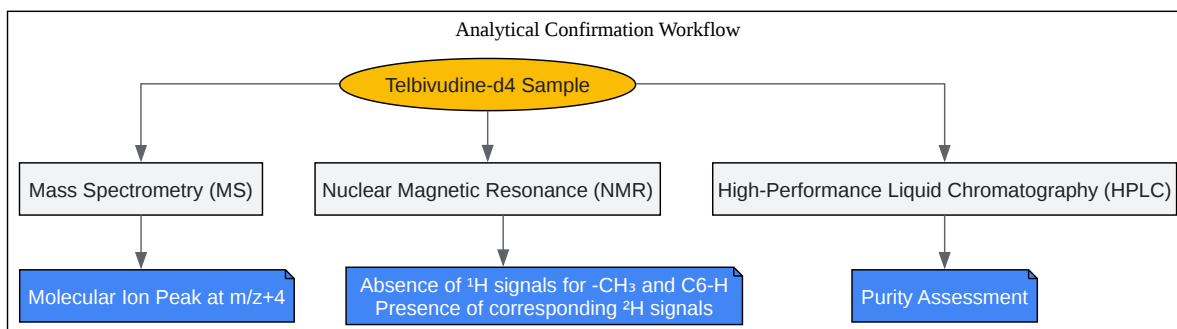 Analytical Confirmation Workflow
Telbivudine-d4 Sample
Mass Spectrometry (MS)
Nuclear Magnetic Resonance (NMR)
High-Performance Liquid Chromatography (HPLC)
Molecular Ion Peak at m/z+4
Absence of ¹H signals for -CH₃ and C6-H
Presence of corresponding ²H signals
Purity Assessment